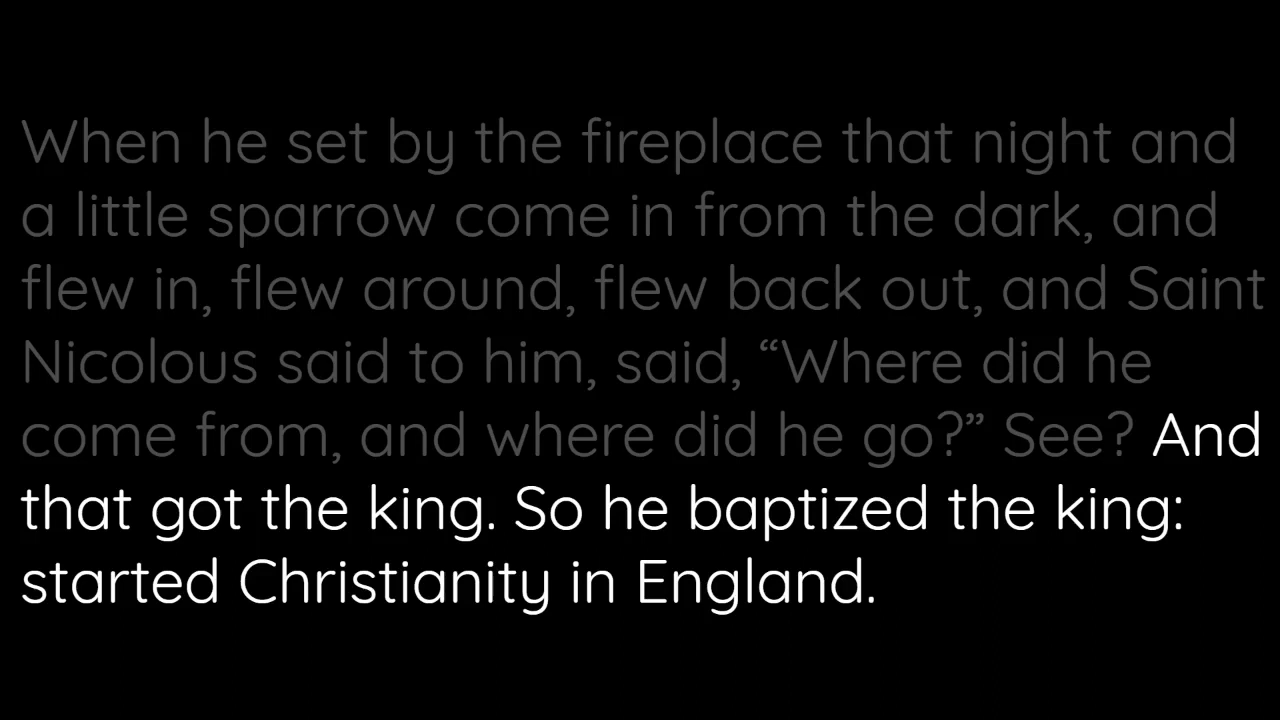 When he set by the fireplace that night and
a little sparrow come in from the dark, and
flew in, flew around, flew back out, and Saint
Nicolous said to him, said, “Where did he
come from, and where did he go?” See? And
that got the king. So he baptized the king:
started Christianity in England.